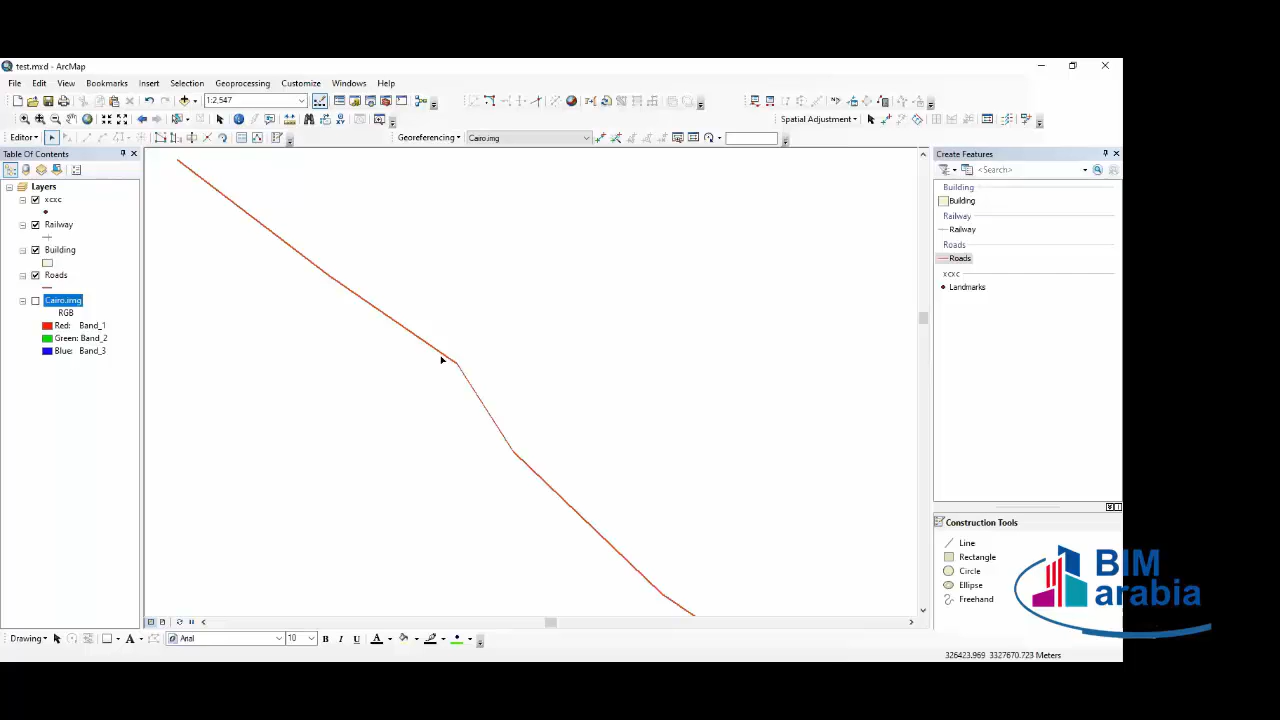 test.mxd - ArcMap
File Edit View Bookmarks Insert Selection Geoprocessing Customize Windows Help
1:2,547
Spatial Adjustment
Editor
Georeferencing
Cairo.img
Table Of Contents
Layers
xcxc
Railway
Building
Roads
Cairo.img
RGB
Red: Band_1
Green: Band_2
Blue: Band_3
Create Features
<Search>
Building
Building
Railway
Railway
Roads
Roads
xcxc
Landmarks
Construction Tools
Line
Rectangle
Circle
Ellipse
Freehand
BIM
arabia
Drawing
Arial
10
B I U A
326423.969 3327670.723 Meters